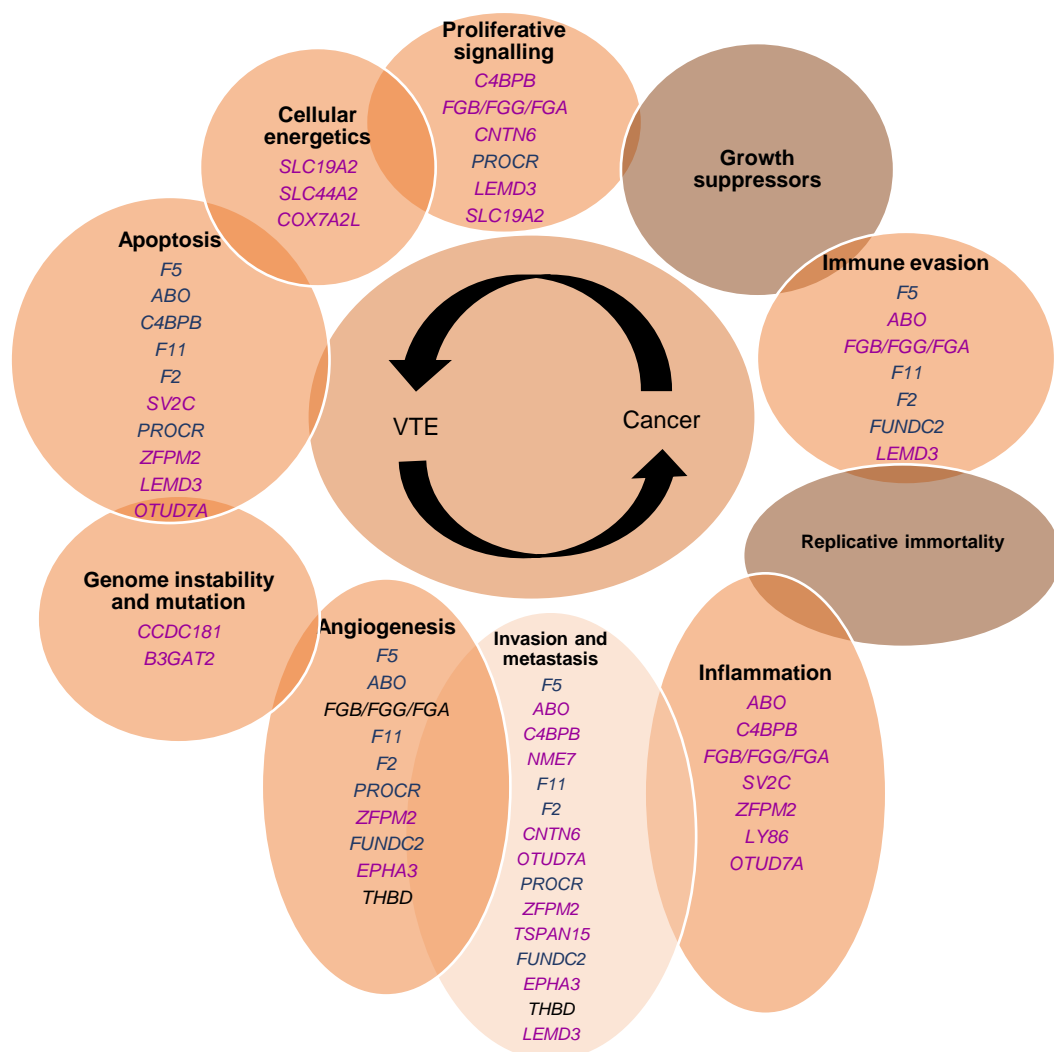 Proliferative
signalling
C4BPB
FGB/FGG/FGA
CNTN6
PROCR
LEMD3
SLC19A2
Cellular
energetics
SLC19A2
SLC44A2
COX7A2L
Growth
suppressors
Apoptosis
F5
ABO
C4BPB
F11
F2
SV2C
PROCR
ZFPM2
LEMD3
OTUD7A
Immune evasion
F5
ABO
FGB/FGG/FGA
F11
F2
FUNDC2
LEMD3
VTE
Cancer
Replicative immortality
Genome instability
and mutation
CCDC181
B3GAT2
Angiogenesis
F5
ABO
FGB/FGG/FGA
F11
F2
PROCR
ZFPM2
FUNDC2
EPHA3
THBD
Invasion and
metastasis
F5
ABO
C4BPB
NME7
F11
F2
CNTN6
OTUD7A
PROCR
ZFPM2
TSPAN15
FUNDC2
EPHA3
THBD
LEMD3
Inflammation
ABO
C4BPB
FGB/FGG/FGA
SV2C
ZFPM2
LY86
OTUD7A